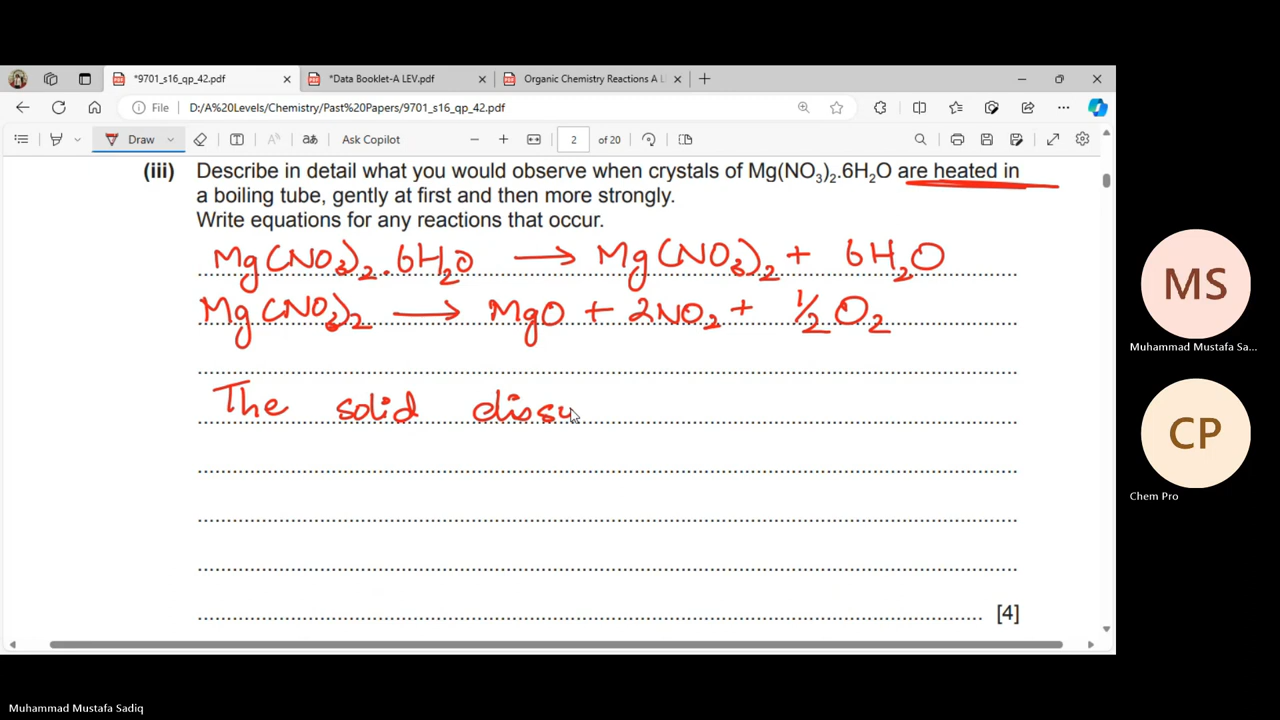 *9701_s16_qp_42.pdf
*Data Booklet-A LEV.pdf
Organic Chemistry Reactions A L
File D:/A%20Levels/Chemistry/Past%20Papers/9701_s16_qp_42.pdf
Draw Ask Copilot 2 of 20
(iii) Describe in detail what you would observe when crystals of Mg(NO₃)₂.6H₂O are heated in
a boiling tube, gently at first and then more strongly.
Write equations for any reactions that occur.
Mg(NO₃)₂.6H₂O → Mg(NO₃)₂ + 6H₂O
Mg(NO₃)₂ → MgO + 2NO₂ + ½O₂
The solid
[4]
MS
Muhammad Mustafa Sa...
CP
Chem Pro
Muhammad Mustafa Sadiq